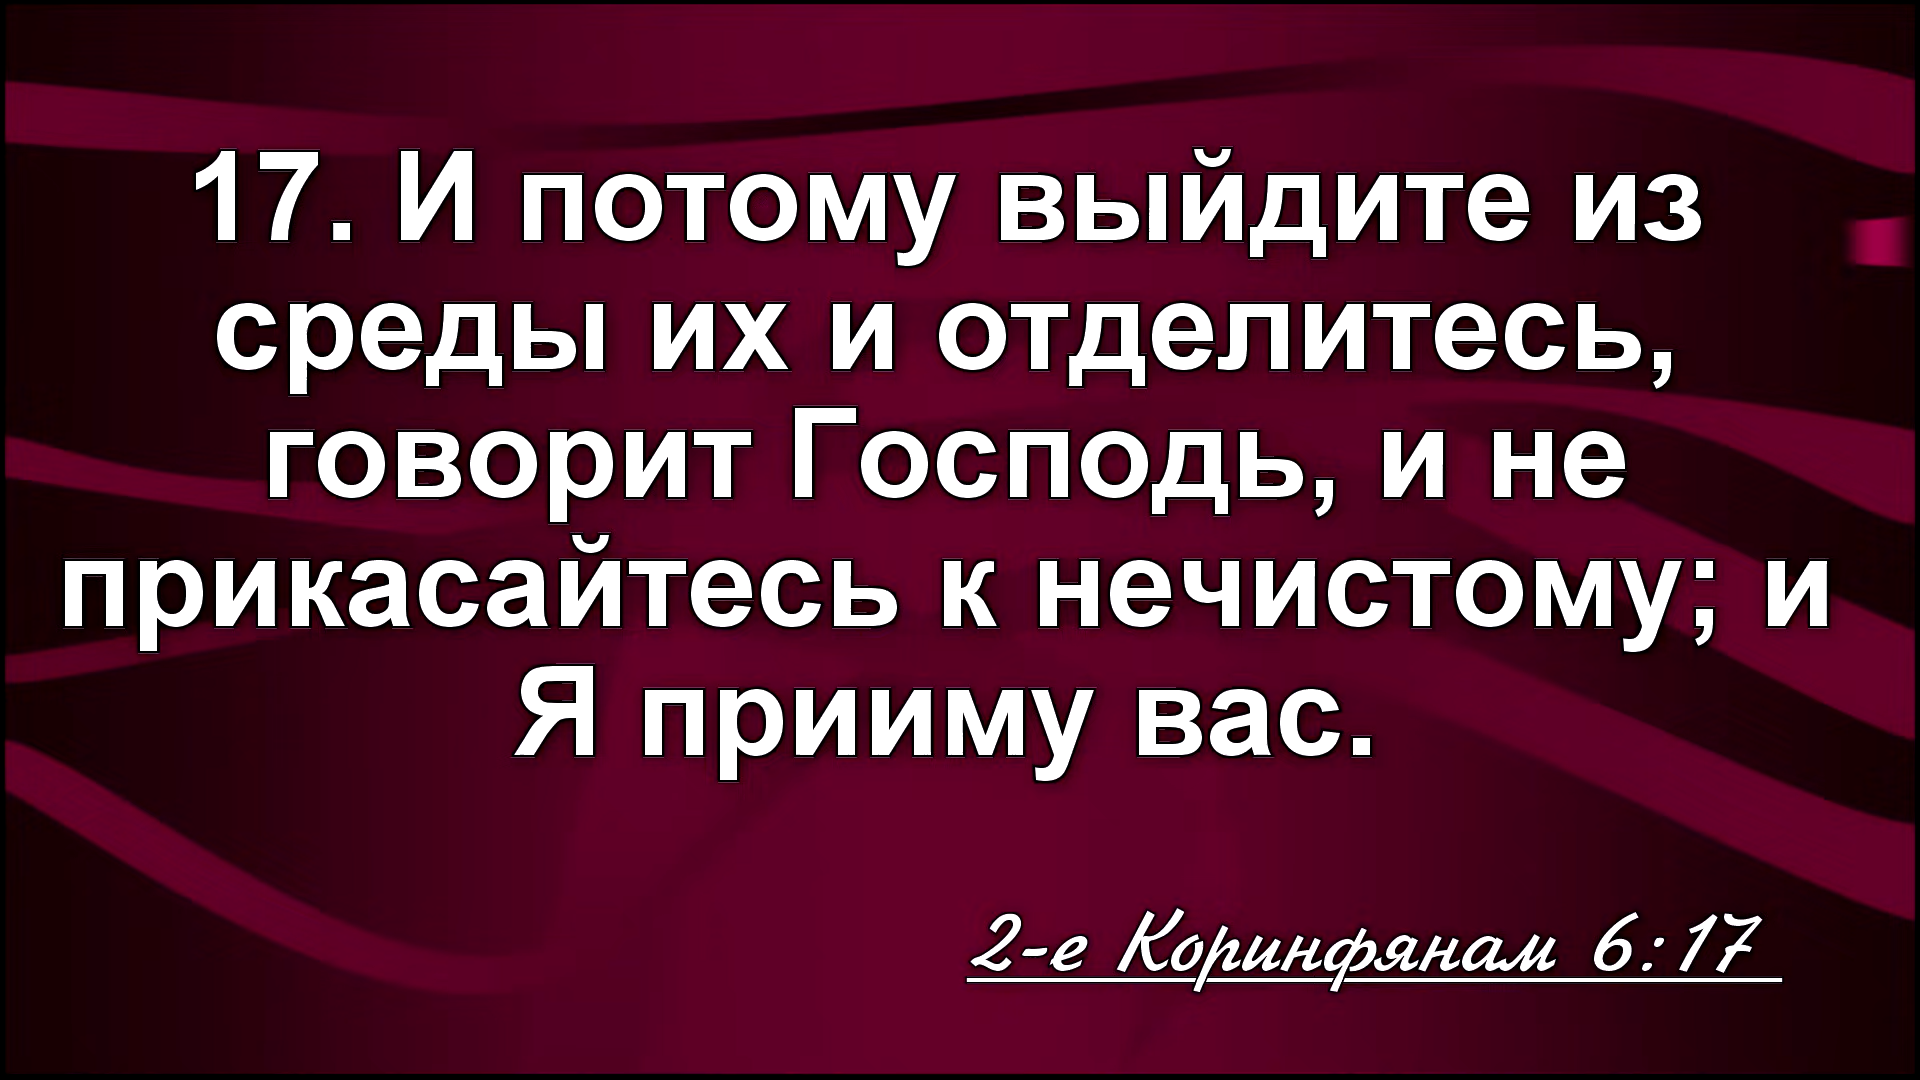 17. И потому выйдите из
среды их и отделитесь,
говорит Господь, и не
прикасайтесь к нечистому; и
Я прииму вас.
2-е Коринфянам 6:17